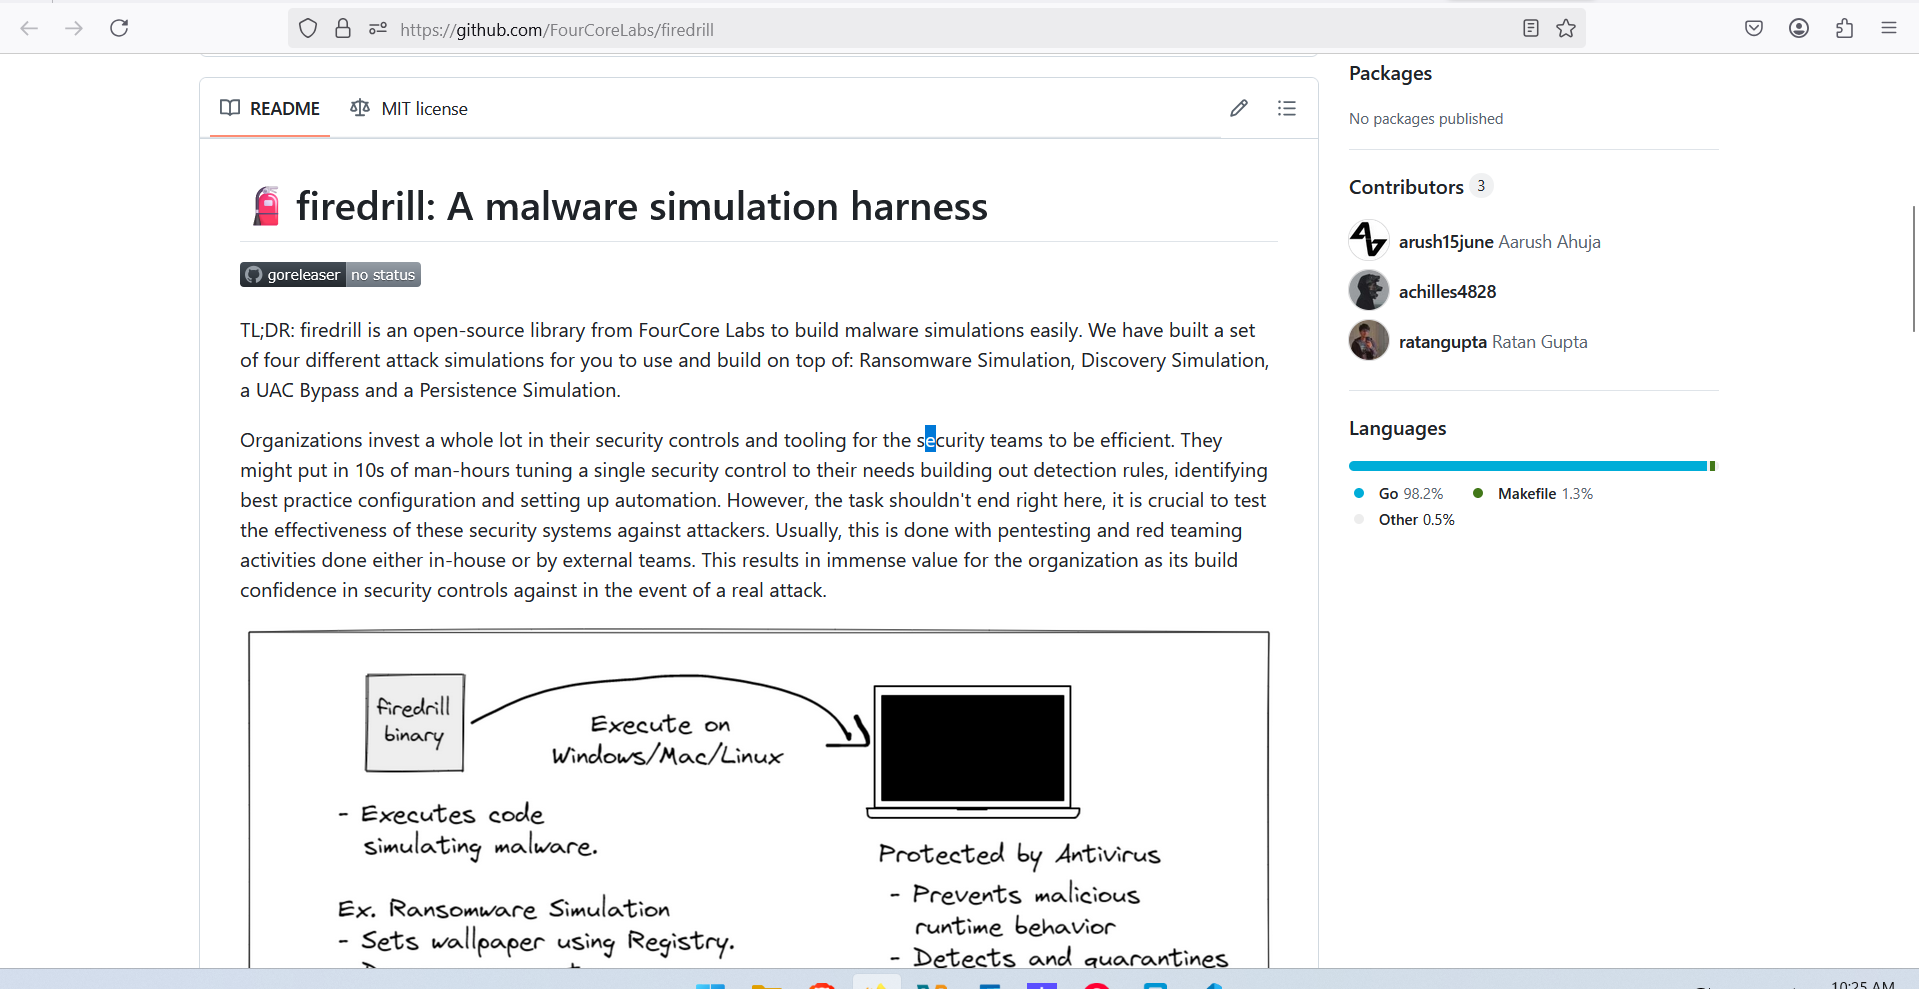 https://github.com/FourCoreLabs/firedrill
README
MIT license
firedrill: A malware simulation harness
goreleaser no status
TL;DR: firedrill is an open-source library from FourCore Labs to build malware simulations easily. We have built a set
of four different attack simulations for you to use and build on top of: Ransomware Simulation, Discovery Simulation,
a UAC Bypass and a Persistence Simulation.
Organizations invest a whole lot in their security controls and tooling for the security teams to be efficient. They
might put in 10s of man-hours tuning a single security control to their needs building out detection rules, identifying
best practice configuration and setting up automation. However, the task shouldn't end right here, it is crucial to test
the effectiveness of these security systems against attackers. Usually, this is done with pentesting and red teaming
activities done either in-house or by external teams. This results in immense value for the organization as its build
confidence in security controls against in the event of a real attack.
firedrill
binary
Execute on
Windows/Mac/Linux
- Executes code
simulating malware.
Ex. Ransomware Simulation
- Sets wallpaper using Registry.
Protected by Antivirus
- Prevents malicious
runtime behavior
- Detects and quarantines
Packages
No packages published
Contributors 3
arush15june Aarush Ahuja
achilles4828
ratangupta Ratan Gupta
Languages
Go 98.2%
Makefile 1.3%
Other 0.5%
10:25 AM